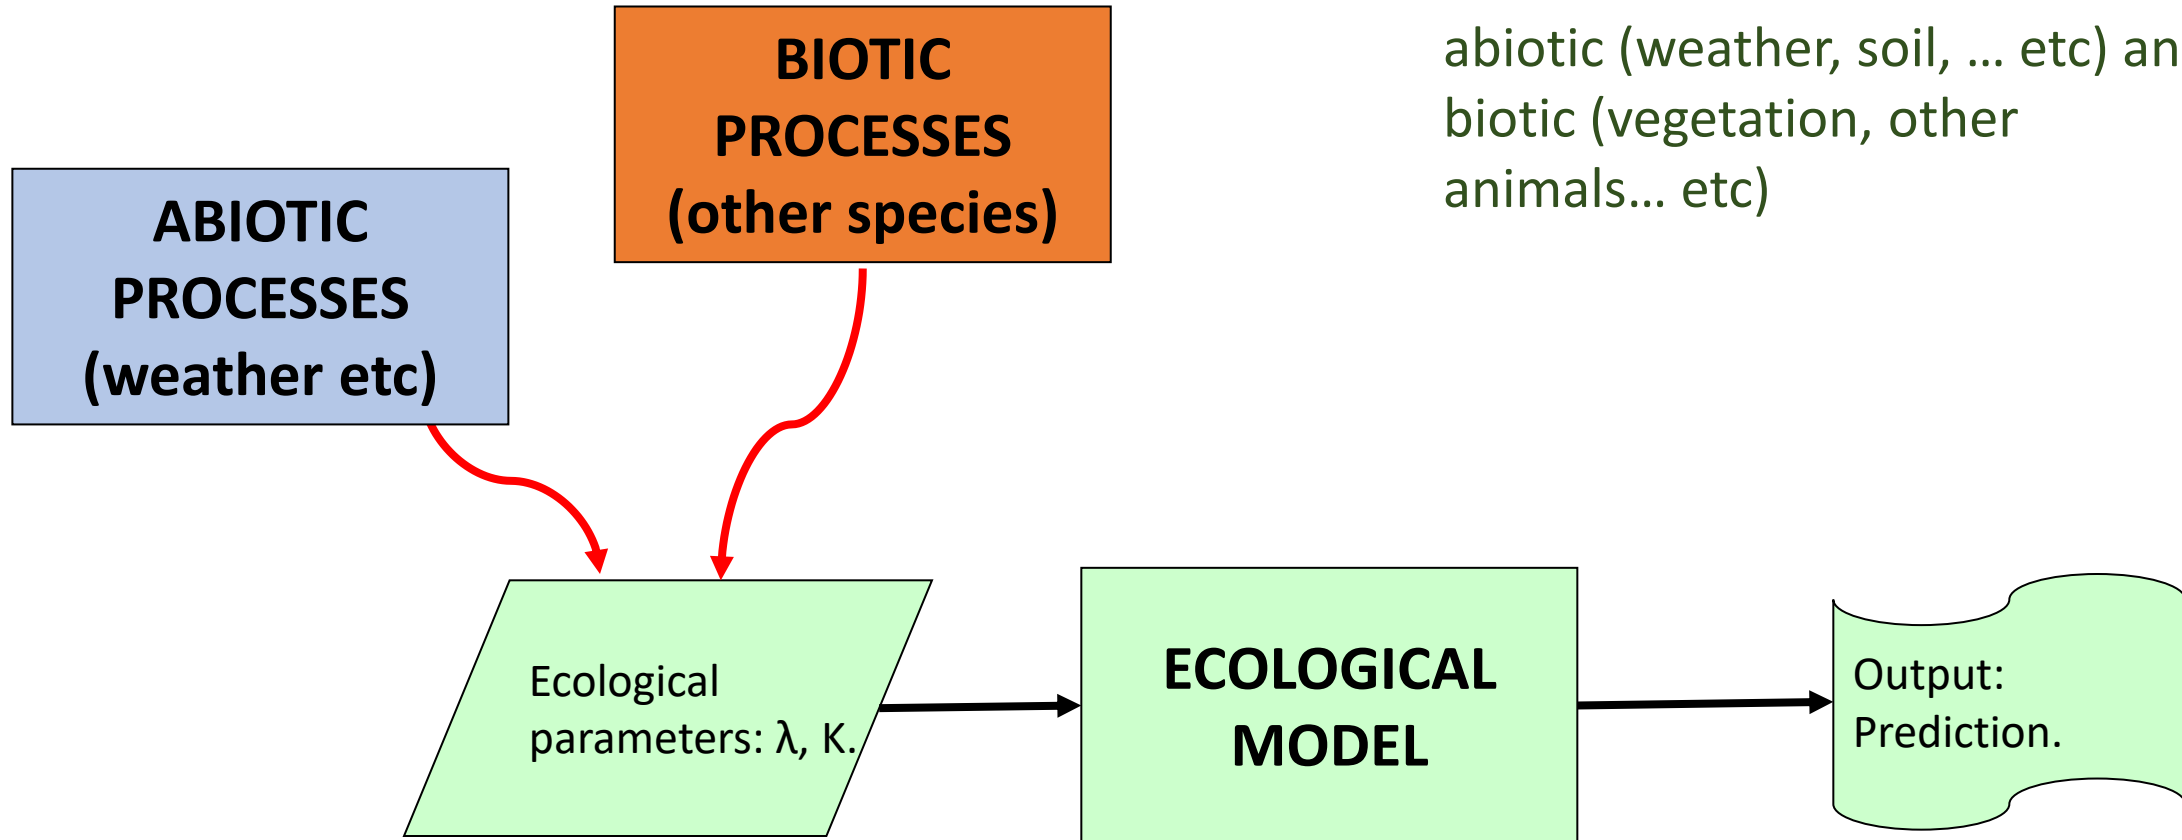 BIOTIC
PROCESSES
(other species)
abiotic (weather, soil, … etc) an
biotic (vegetation, other
animals… etc)
ABIOTIC
PROCESSES
(weather etc)
Ecological
parameters: λ, K.
ECOLOGICAL
MODEL
Output:
Prediction.